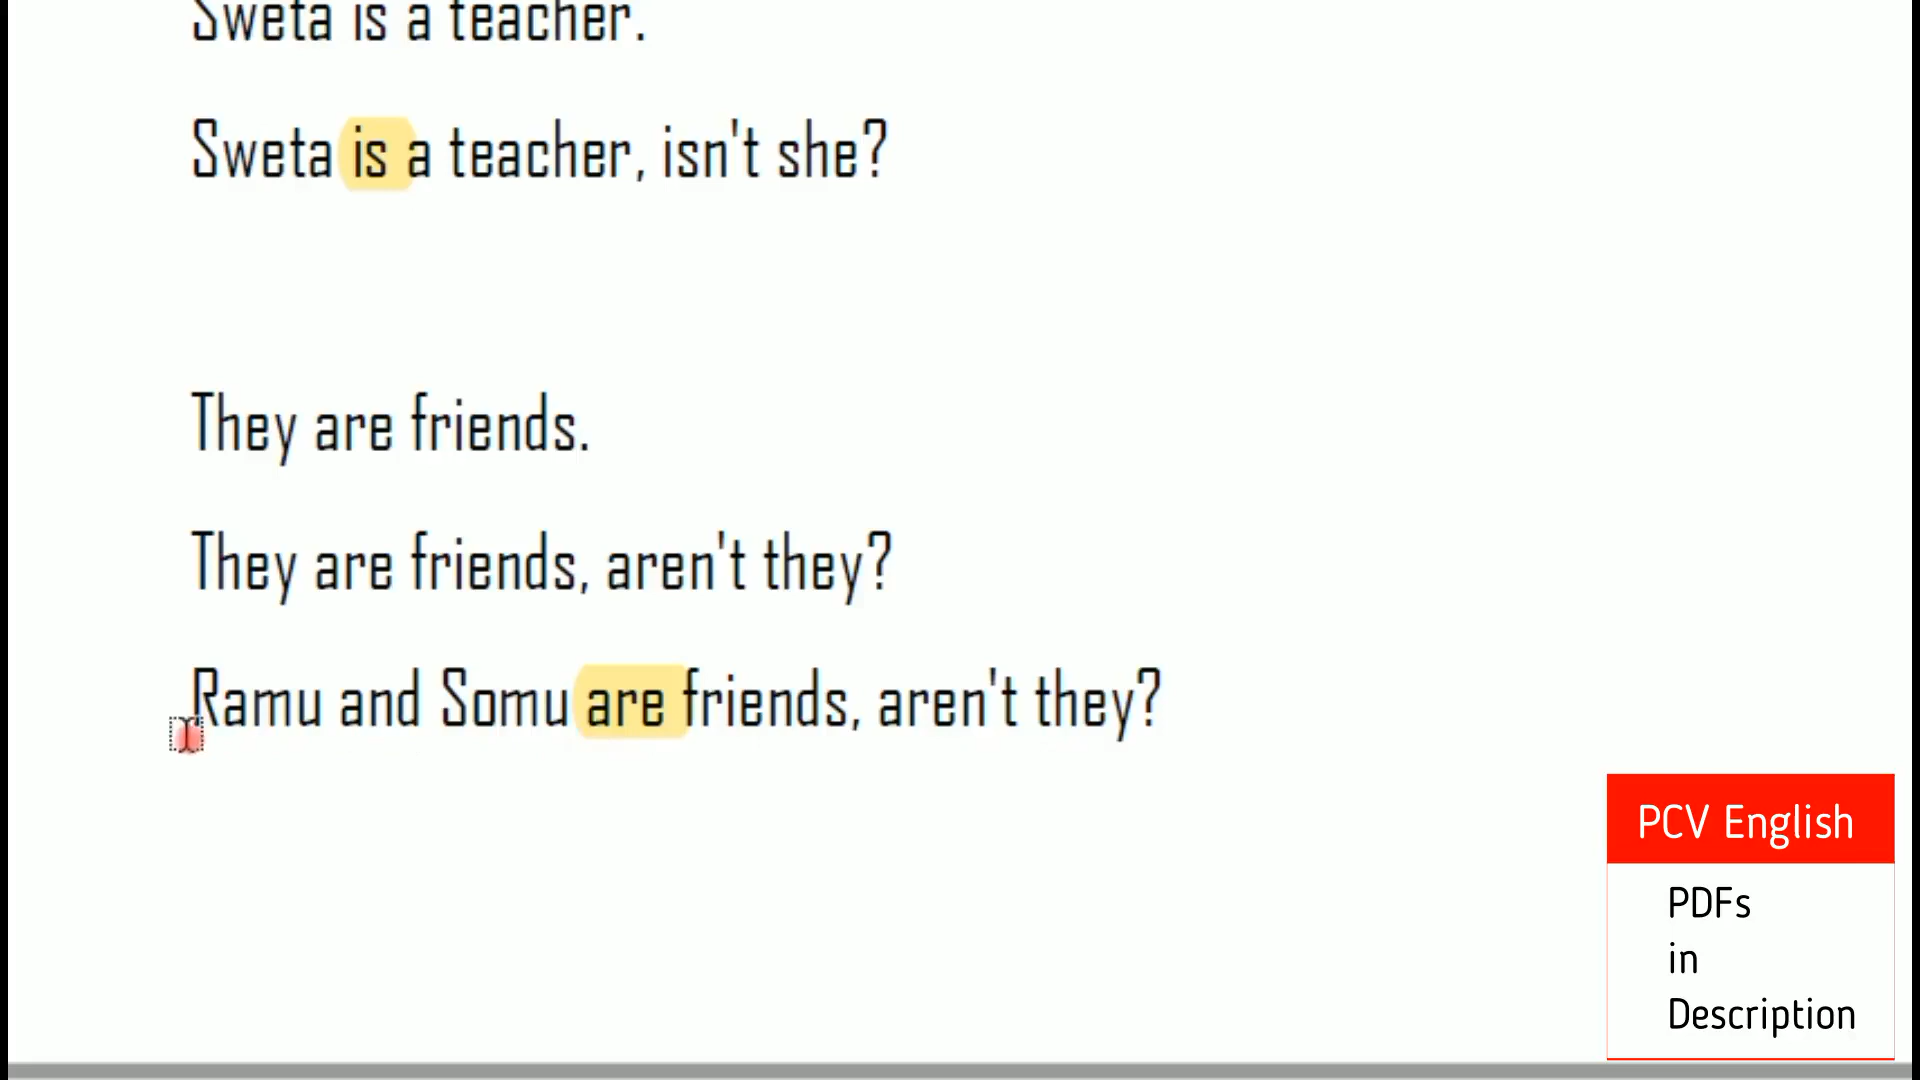 Sweta is a teacher.
Sweta is a teacher, isn't she?
They are friends.
They are friends, aren't they?
Ramu and Somu are friends, aren't they?
PCV English
PDFs
in
Description